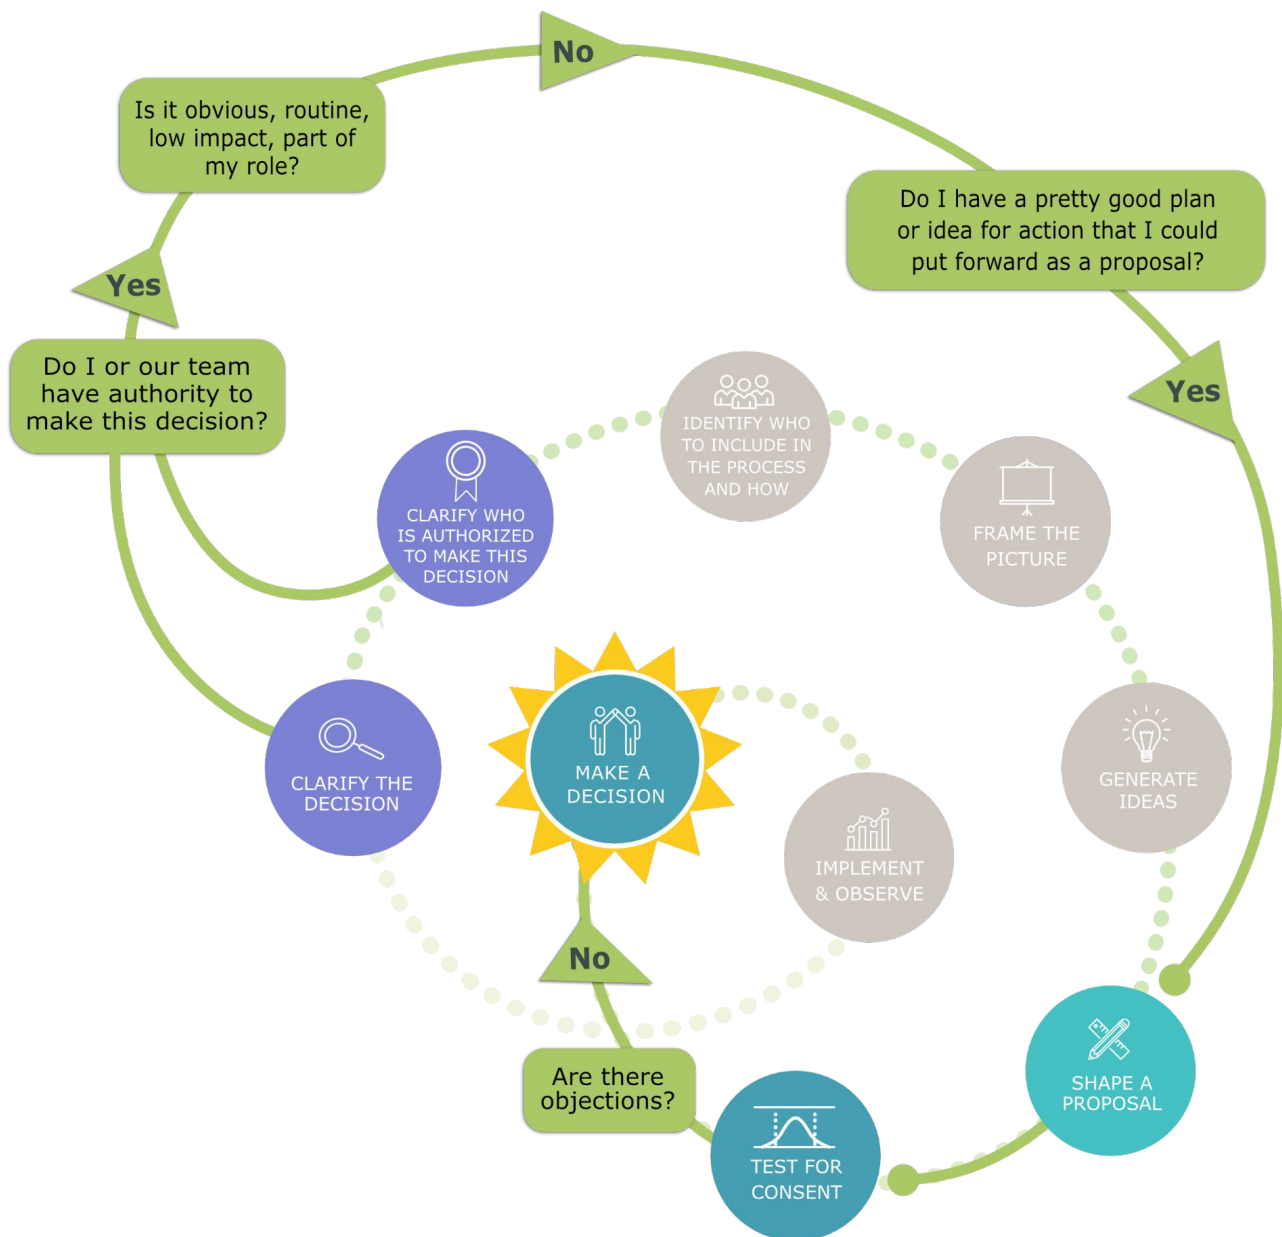 No
Is it obvious, routine,
low impact, part of
my role?
Do I have a pretty good plan
or idea for action that I could
put forward as a proposal?
Yes
Do I or our team
have authority to
make this decision?
Yes
IDENTIFY WHO
TO INCLUDE IN
THE PROCESS
AND HOW
CLARIFY WHO
IS AUTHORIZED
TO MAKE THIS
DECISION
FRAME THE
PICTURE
CLARIFY THE
DECISION
MAKE A
DECISION
GENERATE
IDEAS
IMPLEMENT
& OBSERVE
No
Are there
objections?
SHAPE A
PROPOSAL
TEST FOR
CONSENT